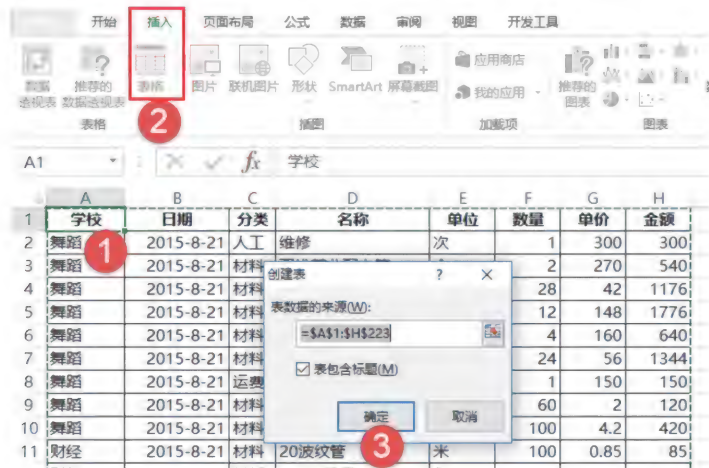 开始 插入 页面布局 公式 数据 审阅 视图 开发工具
数据透视表 推荐的数据透视表 表格 图片 联机图片 形状 SmartArt 屏幕截图 应用商店 我的应用 推荐的图表
表格 插图 加载项 图表
2
A1 fx 学校
A B C D E F G H
1 学校 日期 分类 名称 单位 数量 单价 金额
2 舞蹈 2015-8-21 人工 维修 次 1 300 300
3 舞蹈 2015-8-21 材料 2 270 540
4 舞蹈 2015-8-21 材料 28 42 1176
5 舞蹈 2015-8-21 材料 12 148 1776
6 舞蹈 2015-8-21 材料 4 160 640
7 舞蹈 2015-8-21 材料 24 56 1344
8 舞蹈 2015-8-21 运费 1 150 150
9 舞蹈 2015-8-21 材料 60 2 120
10 舞蹈 2015-8-21 材料 100 4.2 420
11 财经 2015-8-21 材料 20波纹管 米 100 0.85 85
1
创建表 ? ×
表数据的来源(W):
=$A$1:$H$223
表包含标题(M)
确定 取消
3